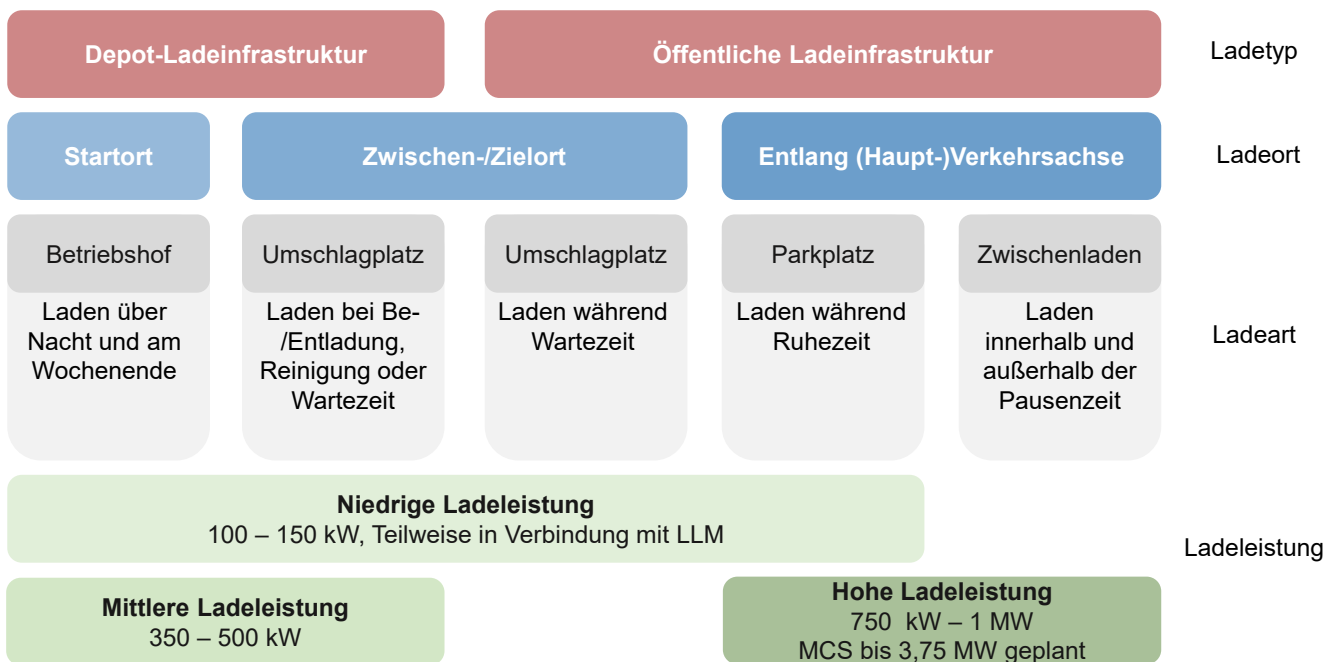 Depot-Ladeinfrastruktur
Öffentliche Ladeinfrastruktur
Ladetyp
Startort
Zwischen-/Zielort
Entlang (Haupt-)Verkehrsachse
Ladeort
Betriebshof
Laden über
Nacht und am
Wochenende
Umschlagplatz
Laden bei Be-
/Entladung,
Reinigung oder
Wartezeit
Umschlagplatz
Laden während
Wartezeit
Parkplatz
Laden während
Ruhezeit
Zwischenladen
Laden
innerhalb und
außerhalb der
Pausenzeit
Ladeart
Niedrige Ladeleistung
100 – 150 kW, Teilweise in Verbindung mit LLM
Ladeleistung
Mittlere Ladeleistung
350 – 500 kW
Hohe Ladeleistung
750 kW – 1 MW
MCS bis 3,75 MW geplant